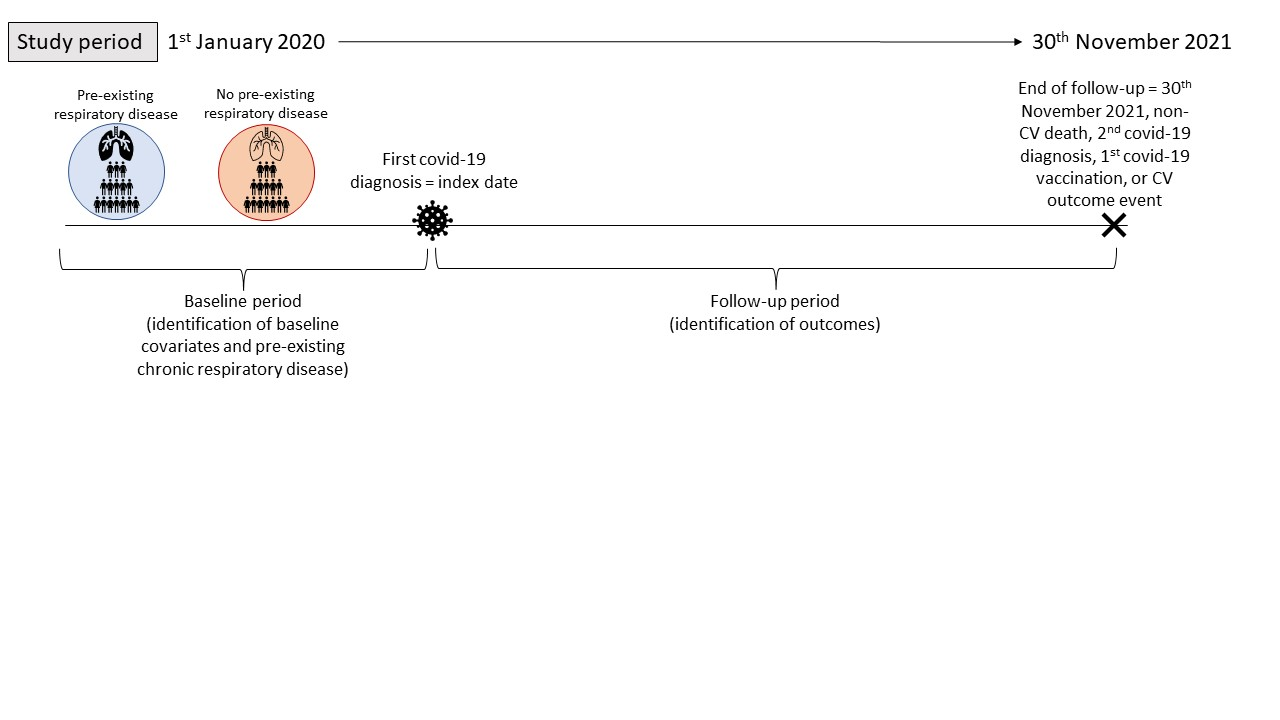 Study period
1st January 2020
30th November 2021
Pre-existing
respiratory disease
No pre-existing
respiratory disease
First covid-19
diagnosis = index date
End of follow-up = 30th
November 2021, non-
CV death, 2nd covid-19
diagnosis, 1st covid-19
vaccination, or CV
outcome event
Baseline period
(identification of baseline
covariates and pre-existing
chronic respiratory disease)
Follow-up period
(identification of outcomes)